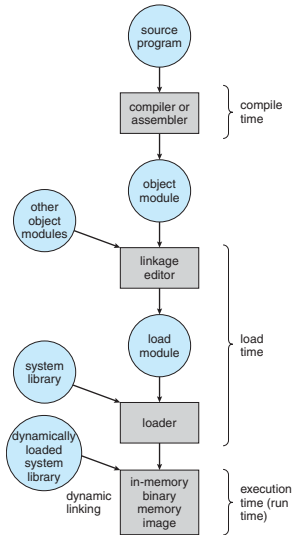 source
program
compiler or
assembler
compile
time
object
module
other
object
modules
linkage
editor
load
module
load
time
system
library
loader
dynamically
loaded
system
library
dynamic
linking
in-memory
binary
memory
image
execution
time (run
time)